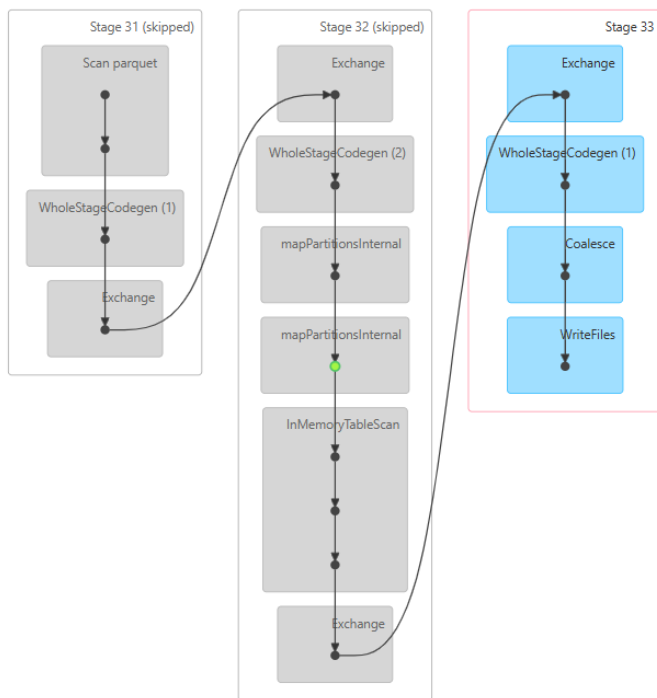 Stage 31 (skipped)
Scan parquet
WholeStageCodegen (1)
Exchange
Stage 32 (skipped)
Exchange
WholeStageCodegen (2)
mapPartitionsInternal
mapPartitionsInternal
InMemoryTableScan
Exchange
Stage 33
Exchange
WholeStageCodegen (1)
Coalesce
WriteFiles